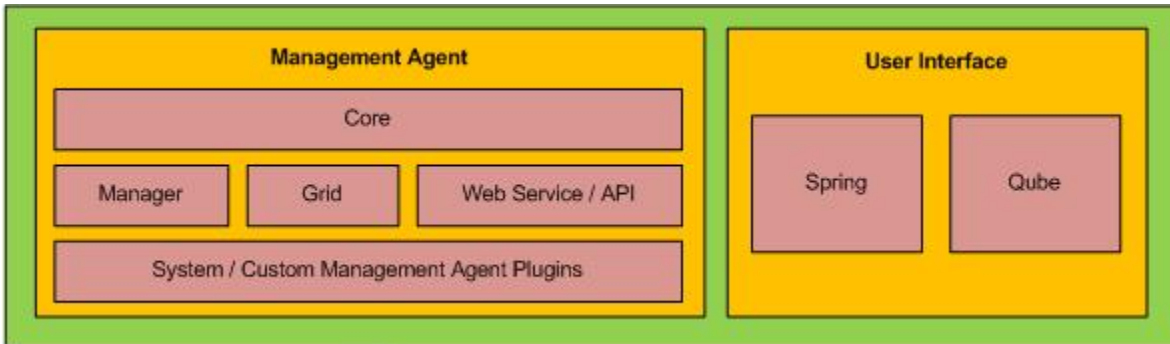 Management Agent
Core
Manager
Grid
Web Service / API
System / Custom Management Agent Plugins
User Interface
Spring
Qube